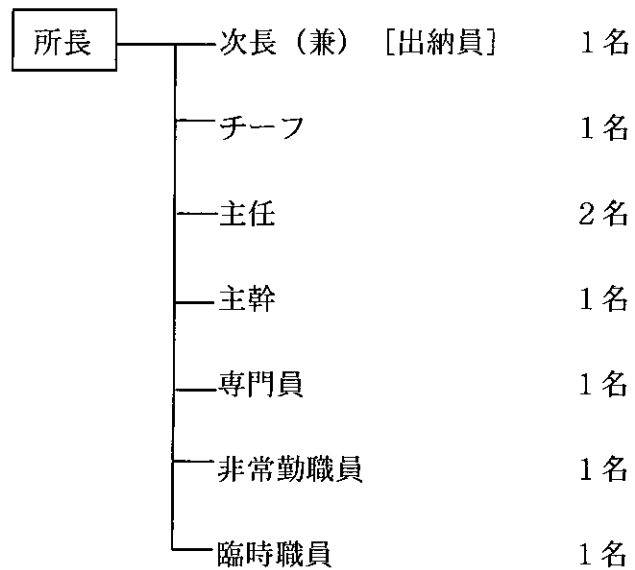 所長 次長（兼）［出納員］ 1名
チーフ 1名
主任 2名
主幹 1名
専門員 1名
非常勤職員 1名
臨時職員 1名